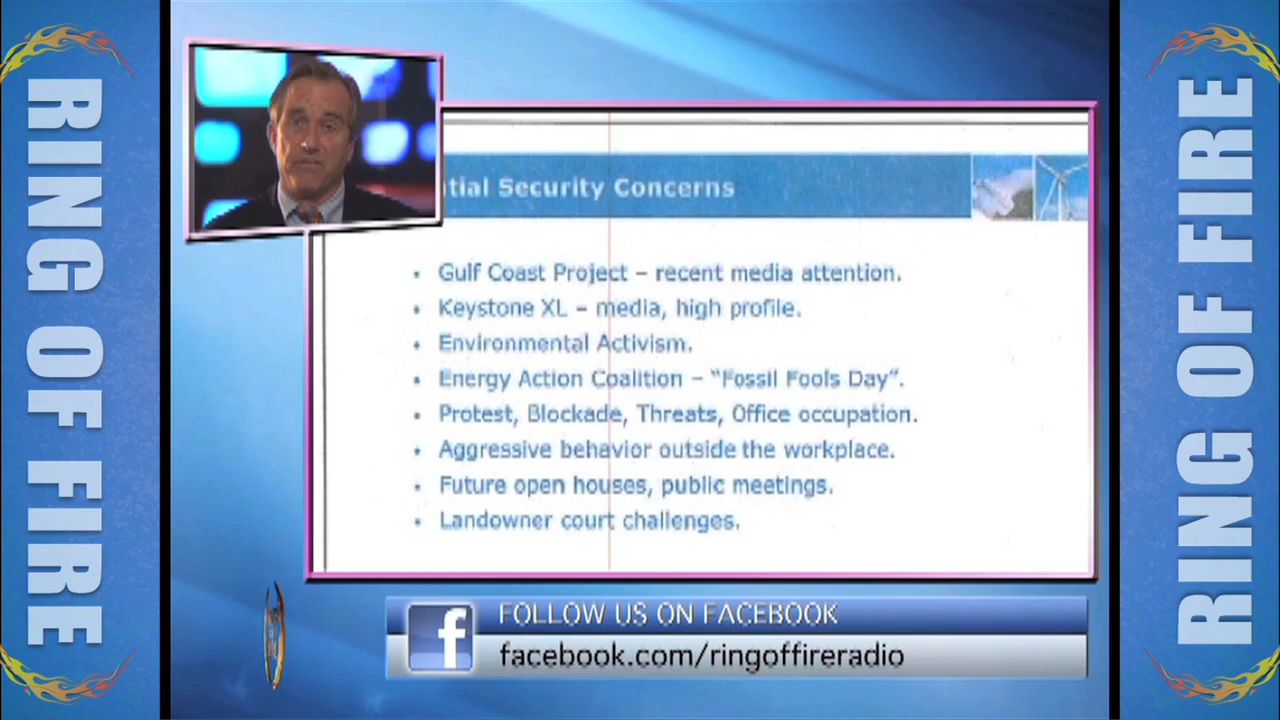 RING OF FIRE
tial Security Concerns
• Gulf Coast Project – recent media attention.
• Keystone XL – media, high profile.
• Environmental Activism.
• Energy Action Coalition – “Fossil Fools Day”.
• Protest, Blockade, Threats, Office occupation.
• Aggressive behavior outside the workplace.
• Future open houses, public meetings.
• Landowner court challenges.
FOLLOW US ON FACEBOOK
facebook.com/ringoffireradio
RING OF FIRE